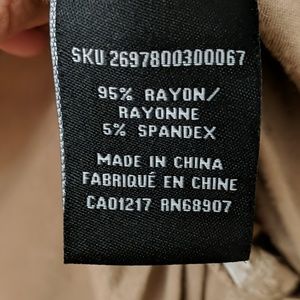 SKU 2697800300067
95% RAYON/
RAYONNE
5% SPANDEX
MADE IN CHINA
FABRIQUÉ EN CHINE
CA01217 RN68907